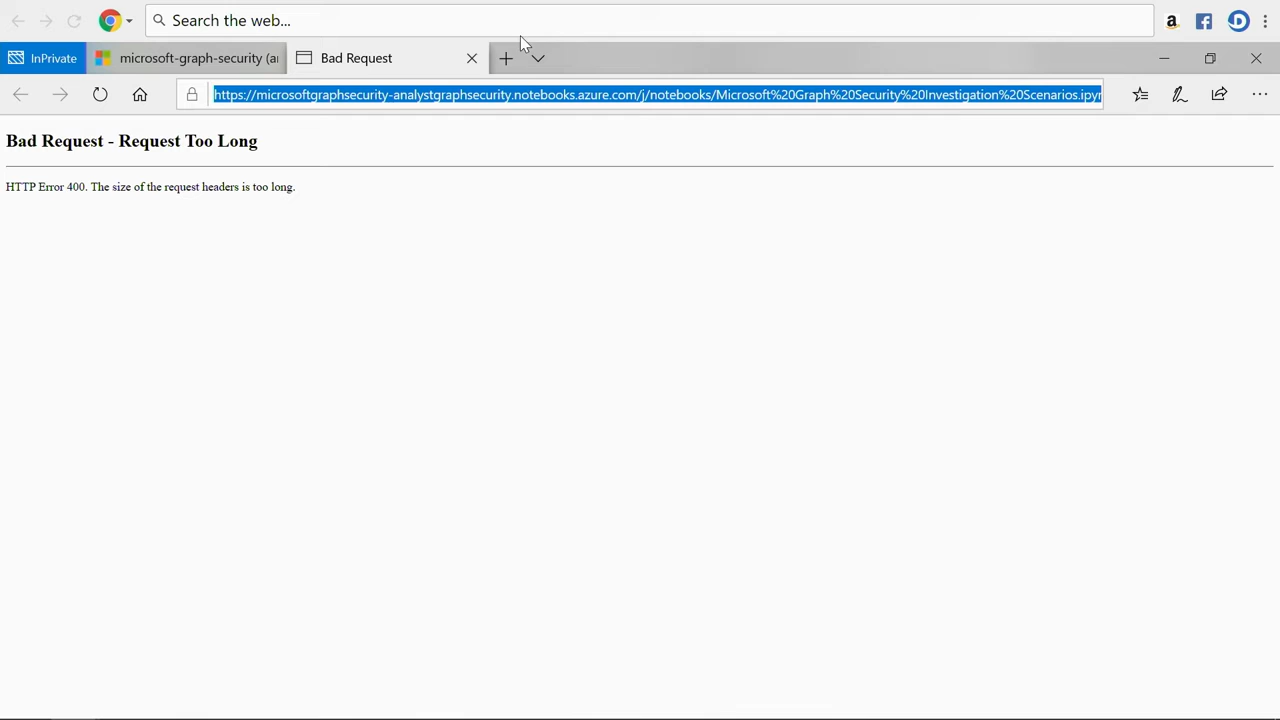 Search the web...
InPrivate
microsoft-graph-security (a
Bad Request
https://microsoftgraphsecurity-analystgraphsecurity.notebooks.azure.com/j/notebooks/Microsoft%20Graph%20Security%20Investigation%20Scenarios.ipyn
Bad Request - Request Too Long
HTTP Error 400. The size of the request headers is too long.